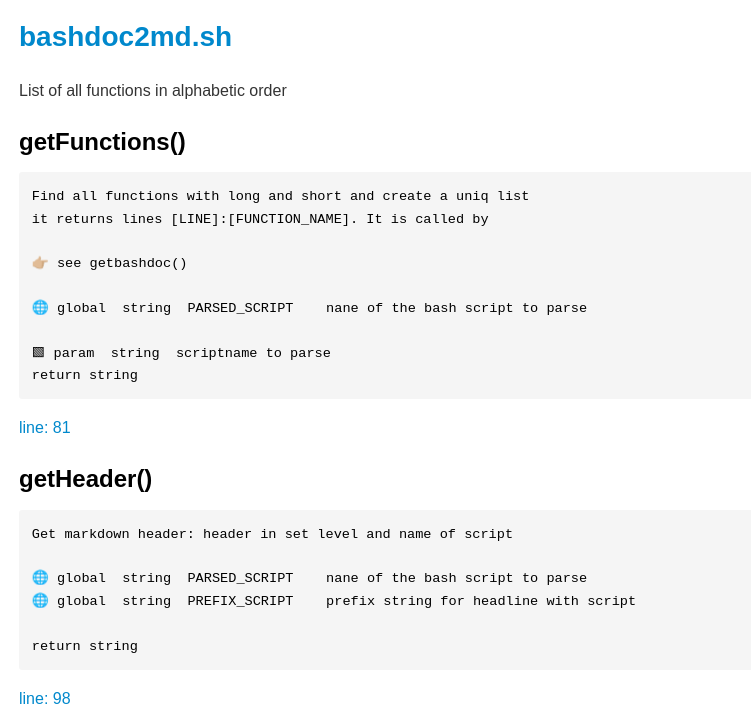 bashdoc2md.sh
List of all functions in alphabetic order
getFunctions()
Find all functions with long and short and create a uniq list
it returns lines [LINE]:[FUNCTION_NAME]. It is called by
👉🏼 see getbashdoc()
🌐 global  string  PARSED_SCRIPT    nane of the bash script to parse
▧ param  string  scriptname to parse
return string
line: 81
getHeader()
Get markdown header: header in set level and name of script
🌐 global  string  PARSED_SCRIPT    nane of the bash script to parse
🌐 global  string  PREFIX_SCRIPT    prefix string for headline with script
return string
line: 98